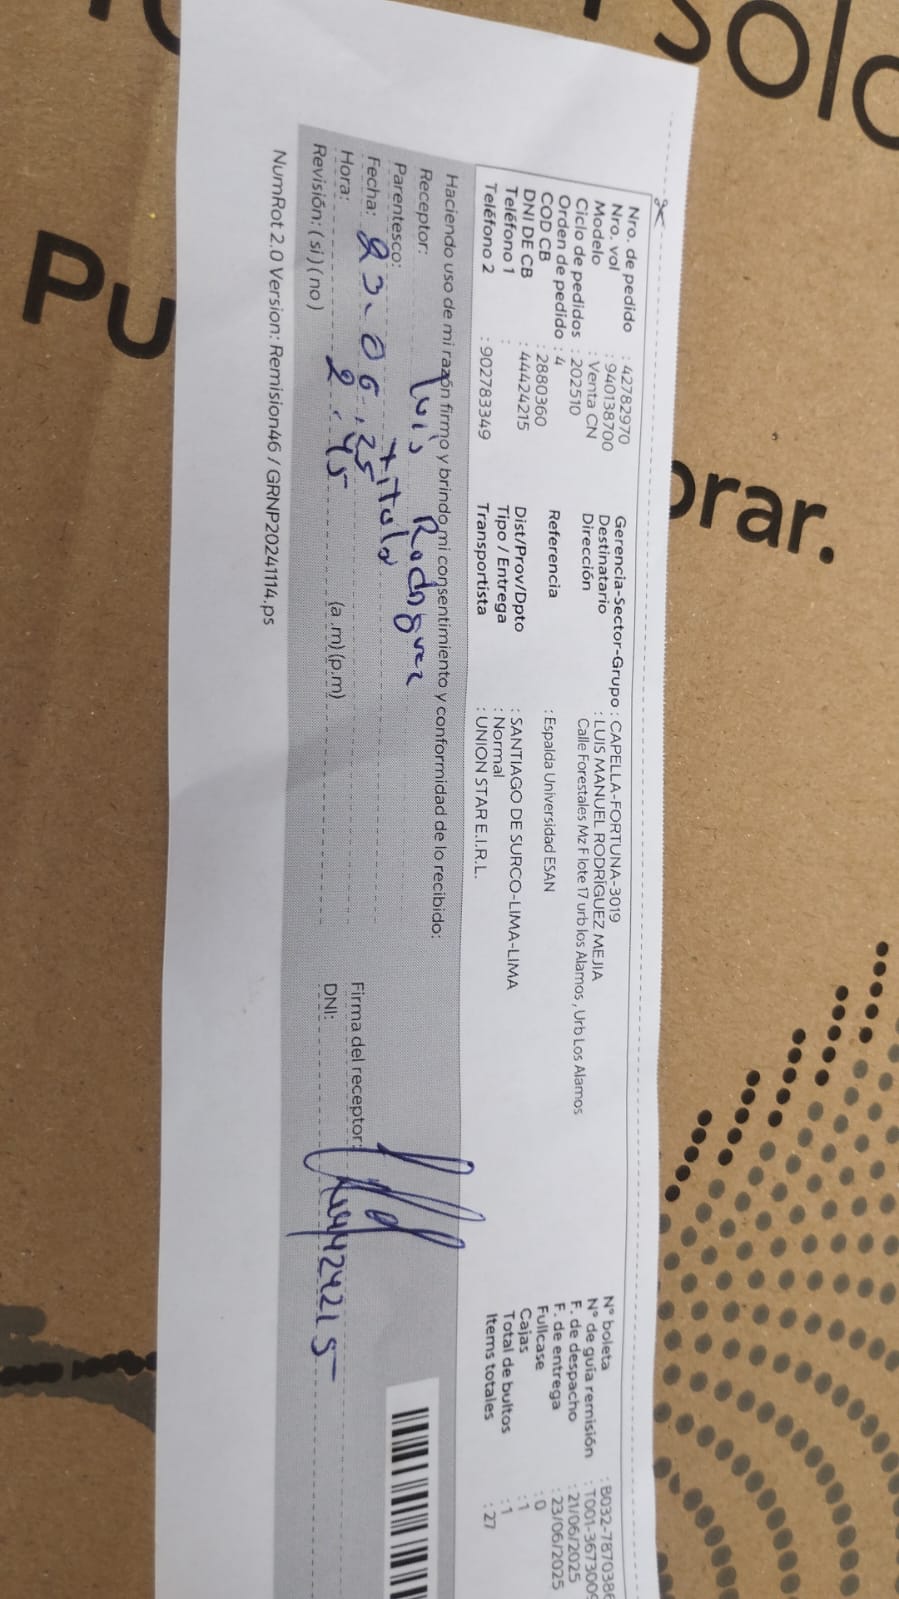 Nro. de pedido : 42782970
Nro. vol : 940138700
Modelo : Venta CN
Ciclo de pedidos : 202510
Orden de pedido : 4
COD CB : 2880360
DNI DE CB : 44424215
Teléfono 1 :
Teléfono 2 : 902783349
Gerencia-Sector-Grupo : CAPELLA-FORTUNA-3019
Destinatario : LUIS MANUEL RODRÍGUEZ MEJIA
Dirección Calle Forestales Mz F lote 17 urb los Alamos , Urb Los Alamos
Referencia : Espalda Universidad ESAN
Dist/Prov/Dpto : SANTIAGO DE SURCO-LIMA-LIMA
Tipo / Entrega : Normal
Transportista : UNION STAR E.I.R.L.
N° boleta : B032-7870386
N° de guía remisión : T001-3673009
F. de despacho : 21/06/2025
F. de entrega : 23/06/2025
Fullcase : 0
Cajas : 1
Total de bultos : 1
Items totales : 27
Haciendo uso de mi razón firmo y brindo mi consentimiento y conformidad de lo recibido:
Receptor: Luis Rodriguez
Parentesco: titular
Fecha: 23-06-25
Hora: 2:45 (a.m) (p.m)
Revisión: ( si ) ( no )
Firma del receptor:
DNI: 44424215
NumRot 2.0 Version: Remision46 / GRNP20241114.ps
Pu
orar.